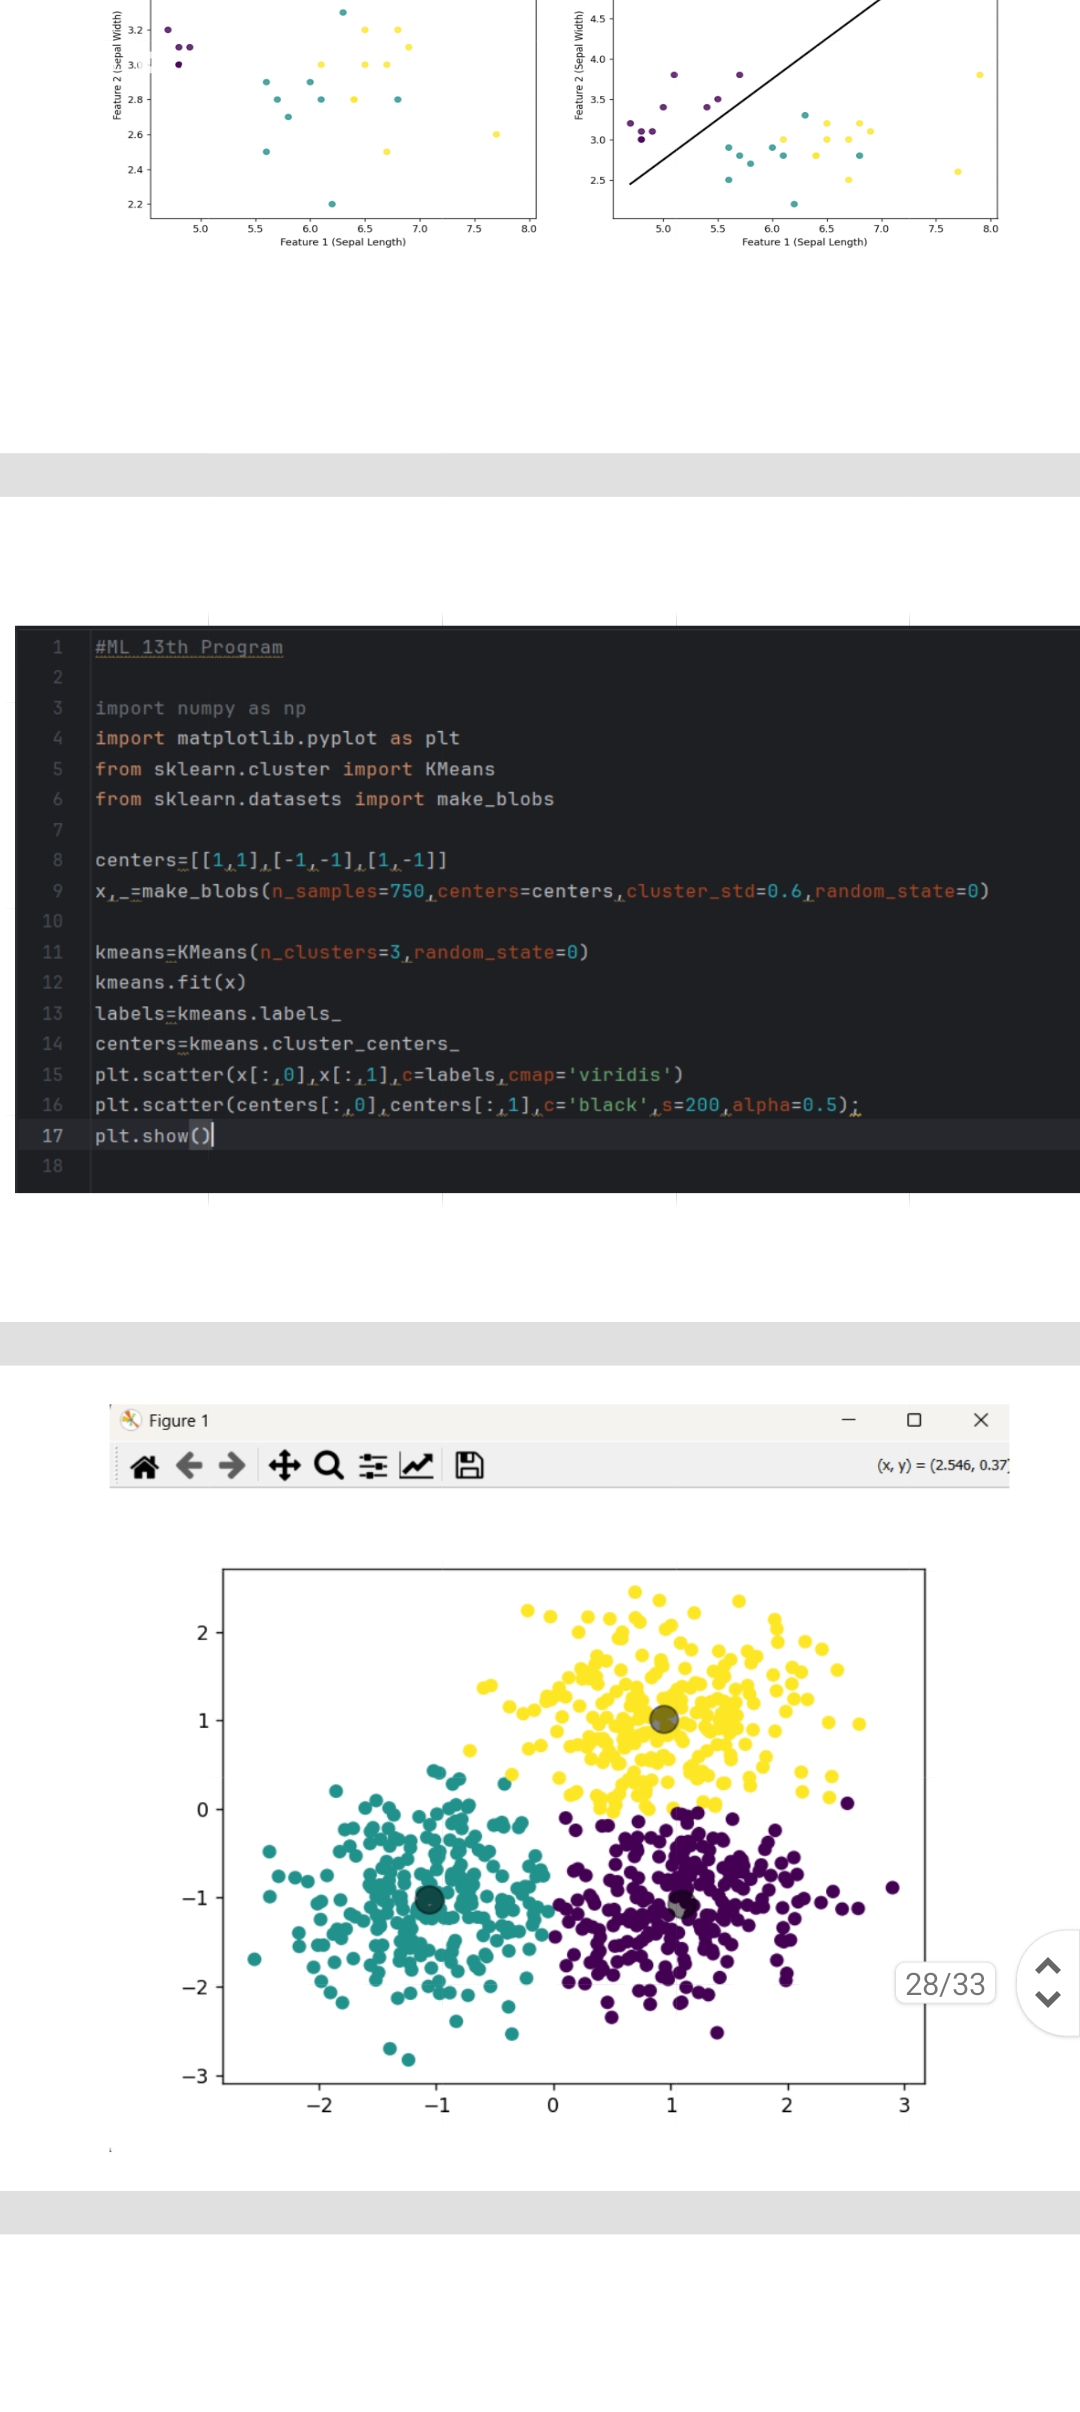 3.2
3.0
2.8
2.6
2.4
2.2
Feature 2 (Sepal Width)
5.0 5.5 6.0 6.5 7.0 7.5 8.0
Feature 1 (Sepal Length)
4.5
4.0
3.5
3.0
2.5
Feature 2 (Sepal Width)
5.0 5.5 6.0 6.5 7.0 7.5 8.0
Feature 1 (Sepal Length)
1 #ML 13th Program
2
3 import numpy as np
4 import matplotlib.pyplot as plt
5 from sklearn.cluster import KMeans
6 from sklearn.datasets import make_blobs
7
8 centers=[[1,1],[-1,-1],[1,-1]]
9 x,_=make_blobs(n_samples=750,centers=centers,cluster_std=0.6,random_state=0)
10
11 kmeans=KMeans(n_clusters=3,random_state=0)
12 kmeans.fit(x)
13 labels=kmeans.labels_
14 centers=kmeans.cluster_centers_
15 plt.scatter(x[:,0],x[:,1],c=labels,cmap='viridis')
16 plt.scatter(centers[:,0],centers[:,1],c='black',s=200,alpha=0.5);
17 plt.show()
18
Figure 1
(x, y) = (2.546, 0.37
2
1
0
−1
−2
−3
−2 −1 0 1 2 3
28/33